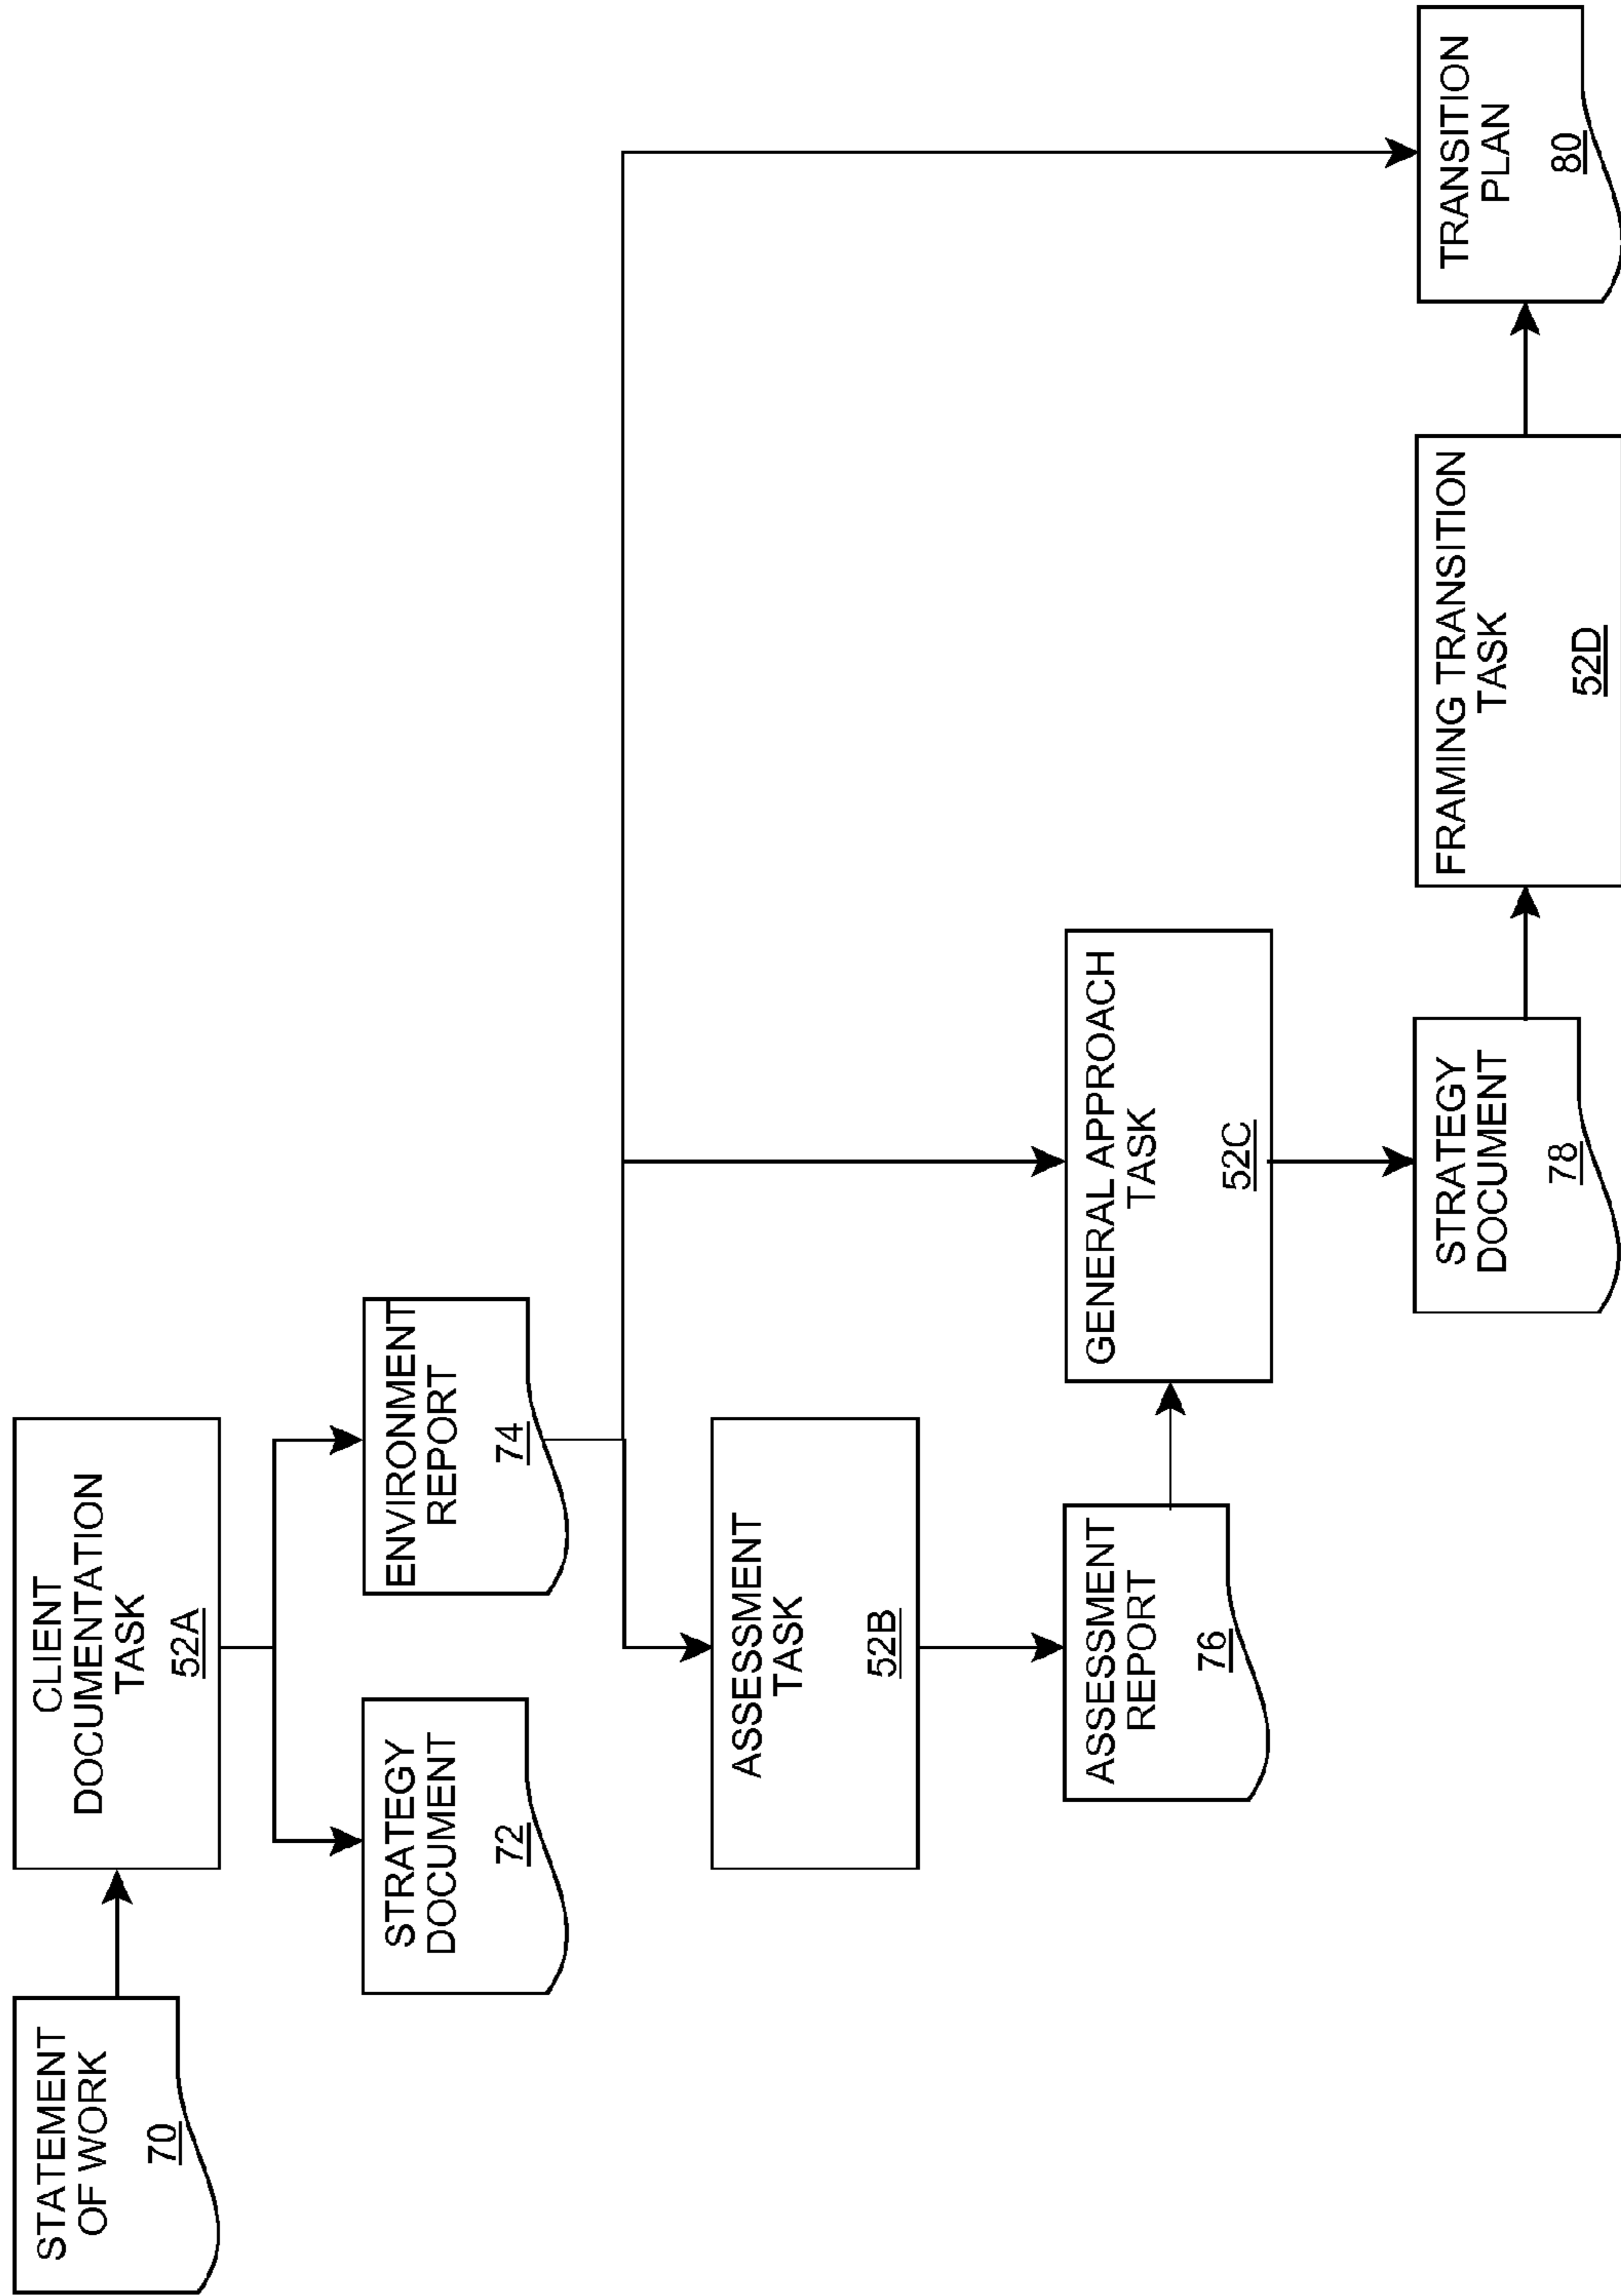 STATEMENT
OF WORK
70
CLIENT
DOCUMENTATION
TASK
52A
STRATEGY
DOCUMENT
72
ENVIRONMENT
REPORT
74
ASSESSMENT
TASK
52B
ASSESSMENT
REPORT
76
GENERAL APPROACH
TASK
52C
STRATEGY
DOCUMENT
78
FRAMING TRANSITION
TASK
52D
TRANSITION
PLAN
80